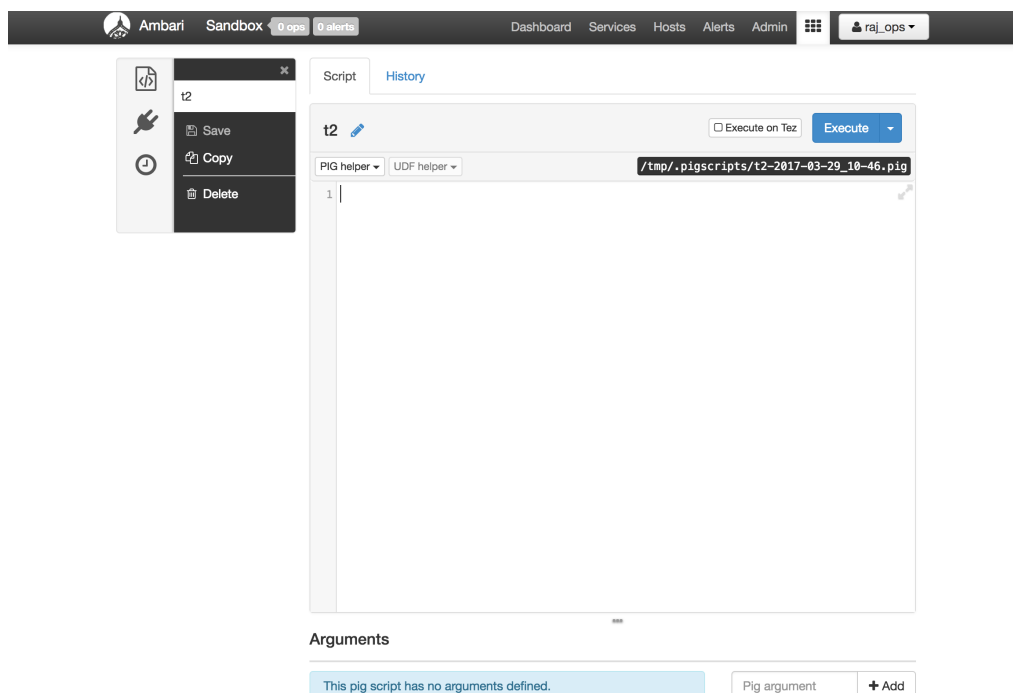 Ambari Sandbox 0 ops 0 alerts Dashboard Services Hosts Alerts Admin raj_ops
t2
Save
Copy
Delete
Script History
t2 Execute on Tez Execute
PIG helper UDF helper /tmp/.pigscripts/t2-2017-03-29_10-46.pig
1
Arguments
This pig script has no arguments defined. Pig argument + Add